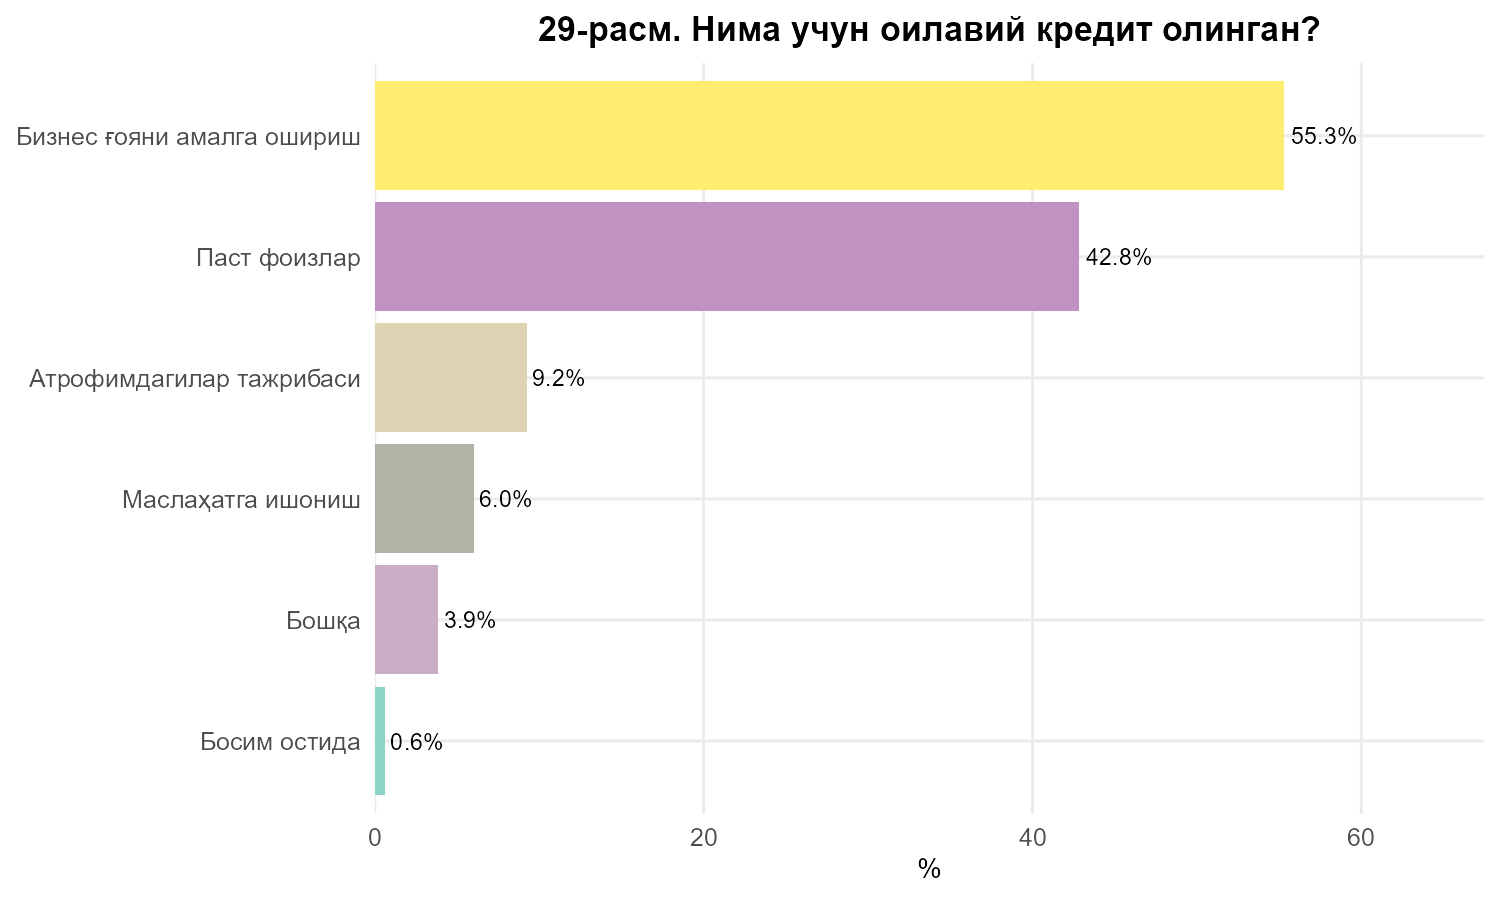 29-расм. Нима учун оилавий кредит олинган?
Бизнес ғояни амалга ошириш
55.3%
Паст фоизлар
42.8%
Атрофимдагилар тажрибаси
9.2%
Маслаҳатга ишониш
6.0%
Бошқа
3.9%
Босим остида
0.6%
0 20 40 60
%